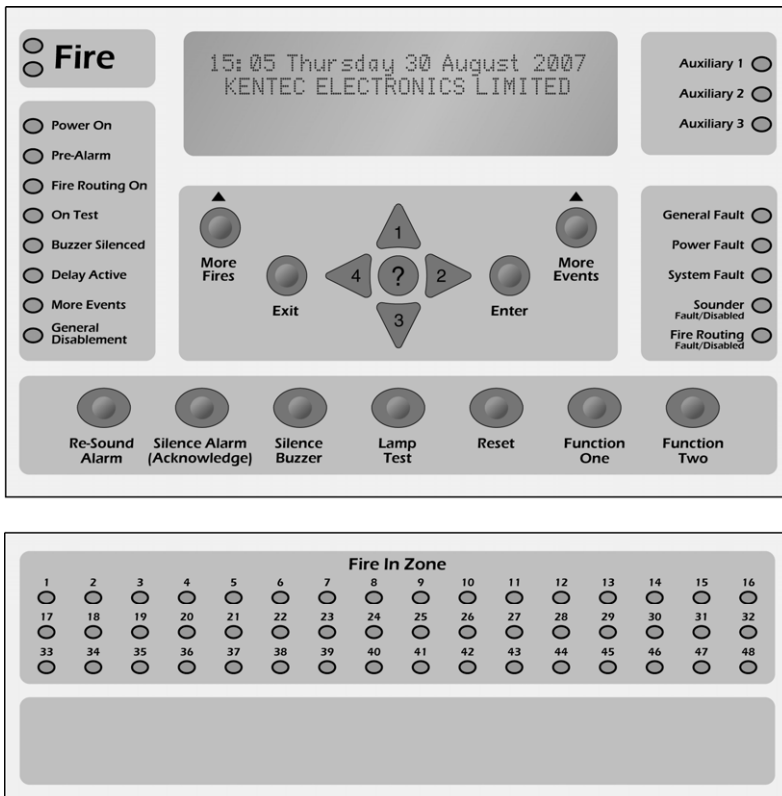 Fire
15:05 Thursday 30 August 2007
KENTEC ELECTRONICS LIMITED
Auxiliary 1
Auxiliary 2
Auxiliary 3
Power On
Pre-Alarm
Fire Routing On
On Test
Buzzer Silenced
Delay Active
More Events
General
Disablement
More
Fires
Exit
1
4 ? 2
3
Enter
More
Events
General Fault
Power Fault
System Fault
Sounder
Fault/Disabled
Fire Routing
Fault/Disabled
Re-Sound
Alarm
Silence Alarm
(Acknowledge)
Silence
Buzzer
Lamp
Test
Reset
Function
One
Function
Two
Fire In Zone
1 2 3 4 5 6 7 8 9 10 11 12 13 14 15 16
17 18 19 20 21 22 23 24 25 26 27 28 29 30 31 32
33 34 35 36 37 38 39 40 41 42 43 44 45 46 47 48